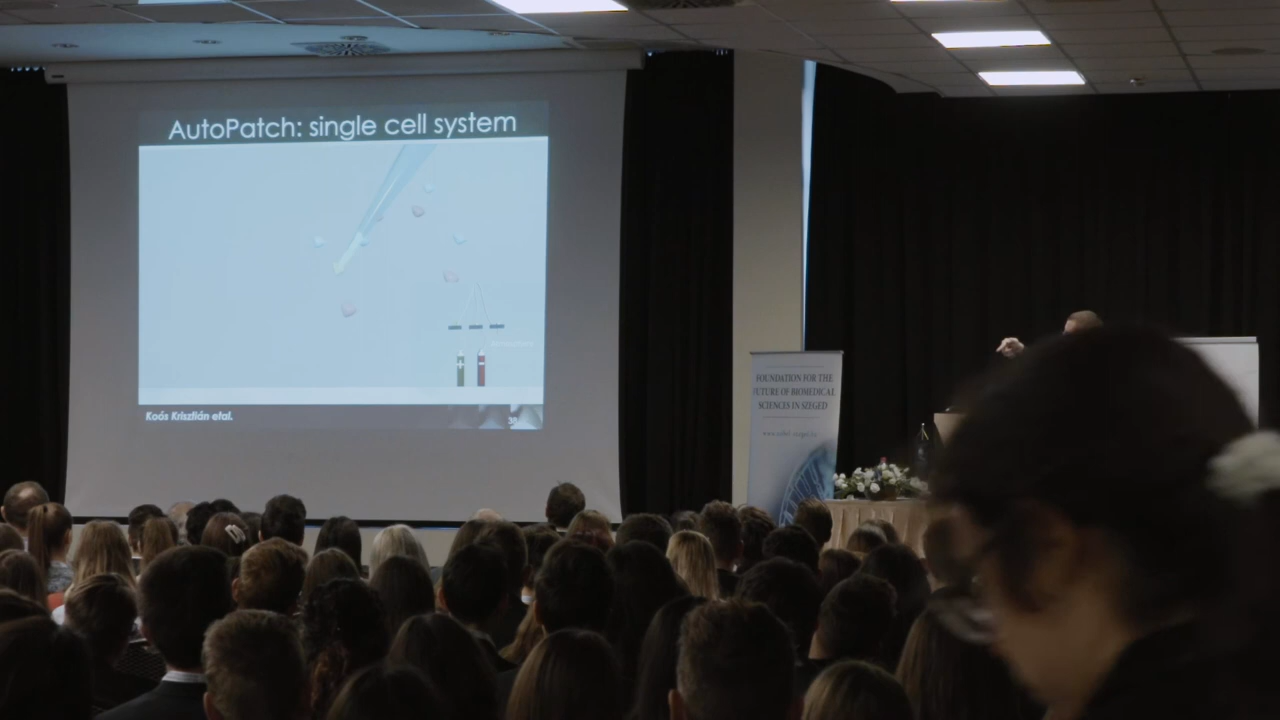 AutoPatch: single cell system
Koós Krisztián etal.
FOUNDATION FOR THE
FUTURE OF BIOMEDICAL
SCIENCES IN SZEGED